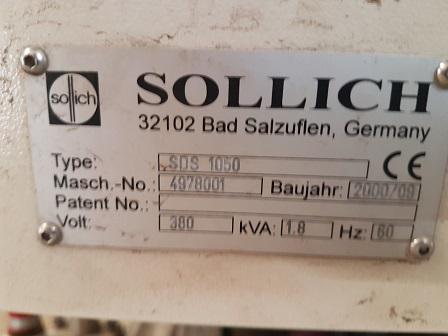 sollich SOLLICH
32102 Bad Salzuflen, Germany
Type: SDS 1050 CE
Masch.-No.: 4978001 Baujahr: 2000/09
Patent No.:
Volt: 380 kVA: 1.8 Hz: 60